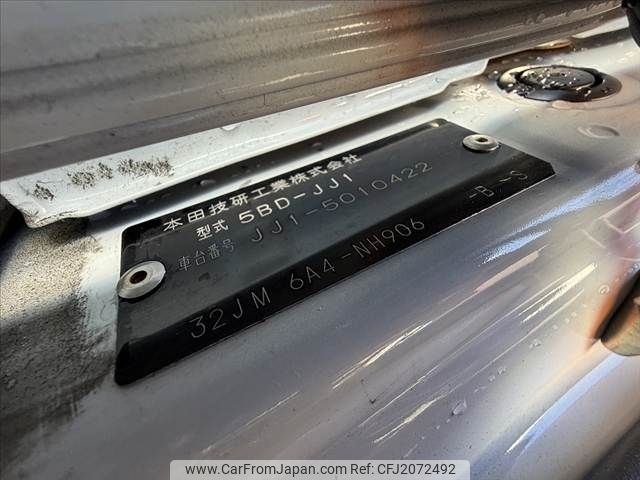 本田技研工業株式会社
型式 5BD-JJ1
車台番号 JJ1-5010422
32JM 6A4-NH906 -B -S
www.CarFromJapan.com | Ref: CFJ2072492